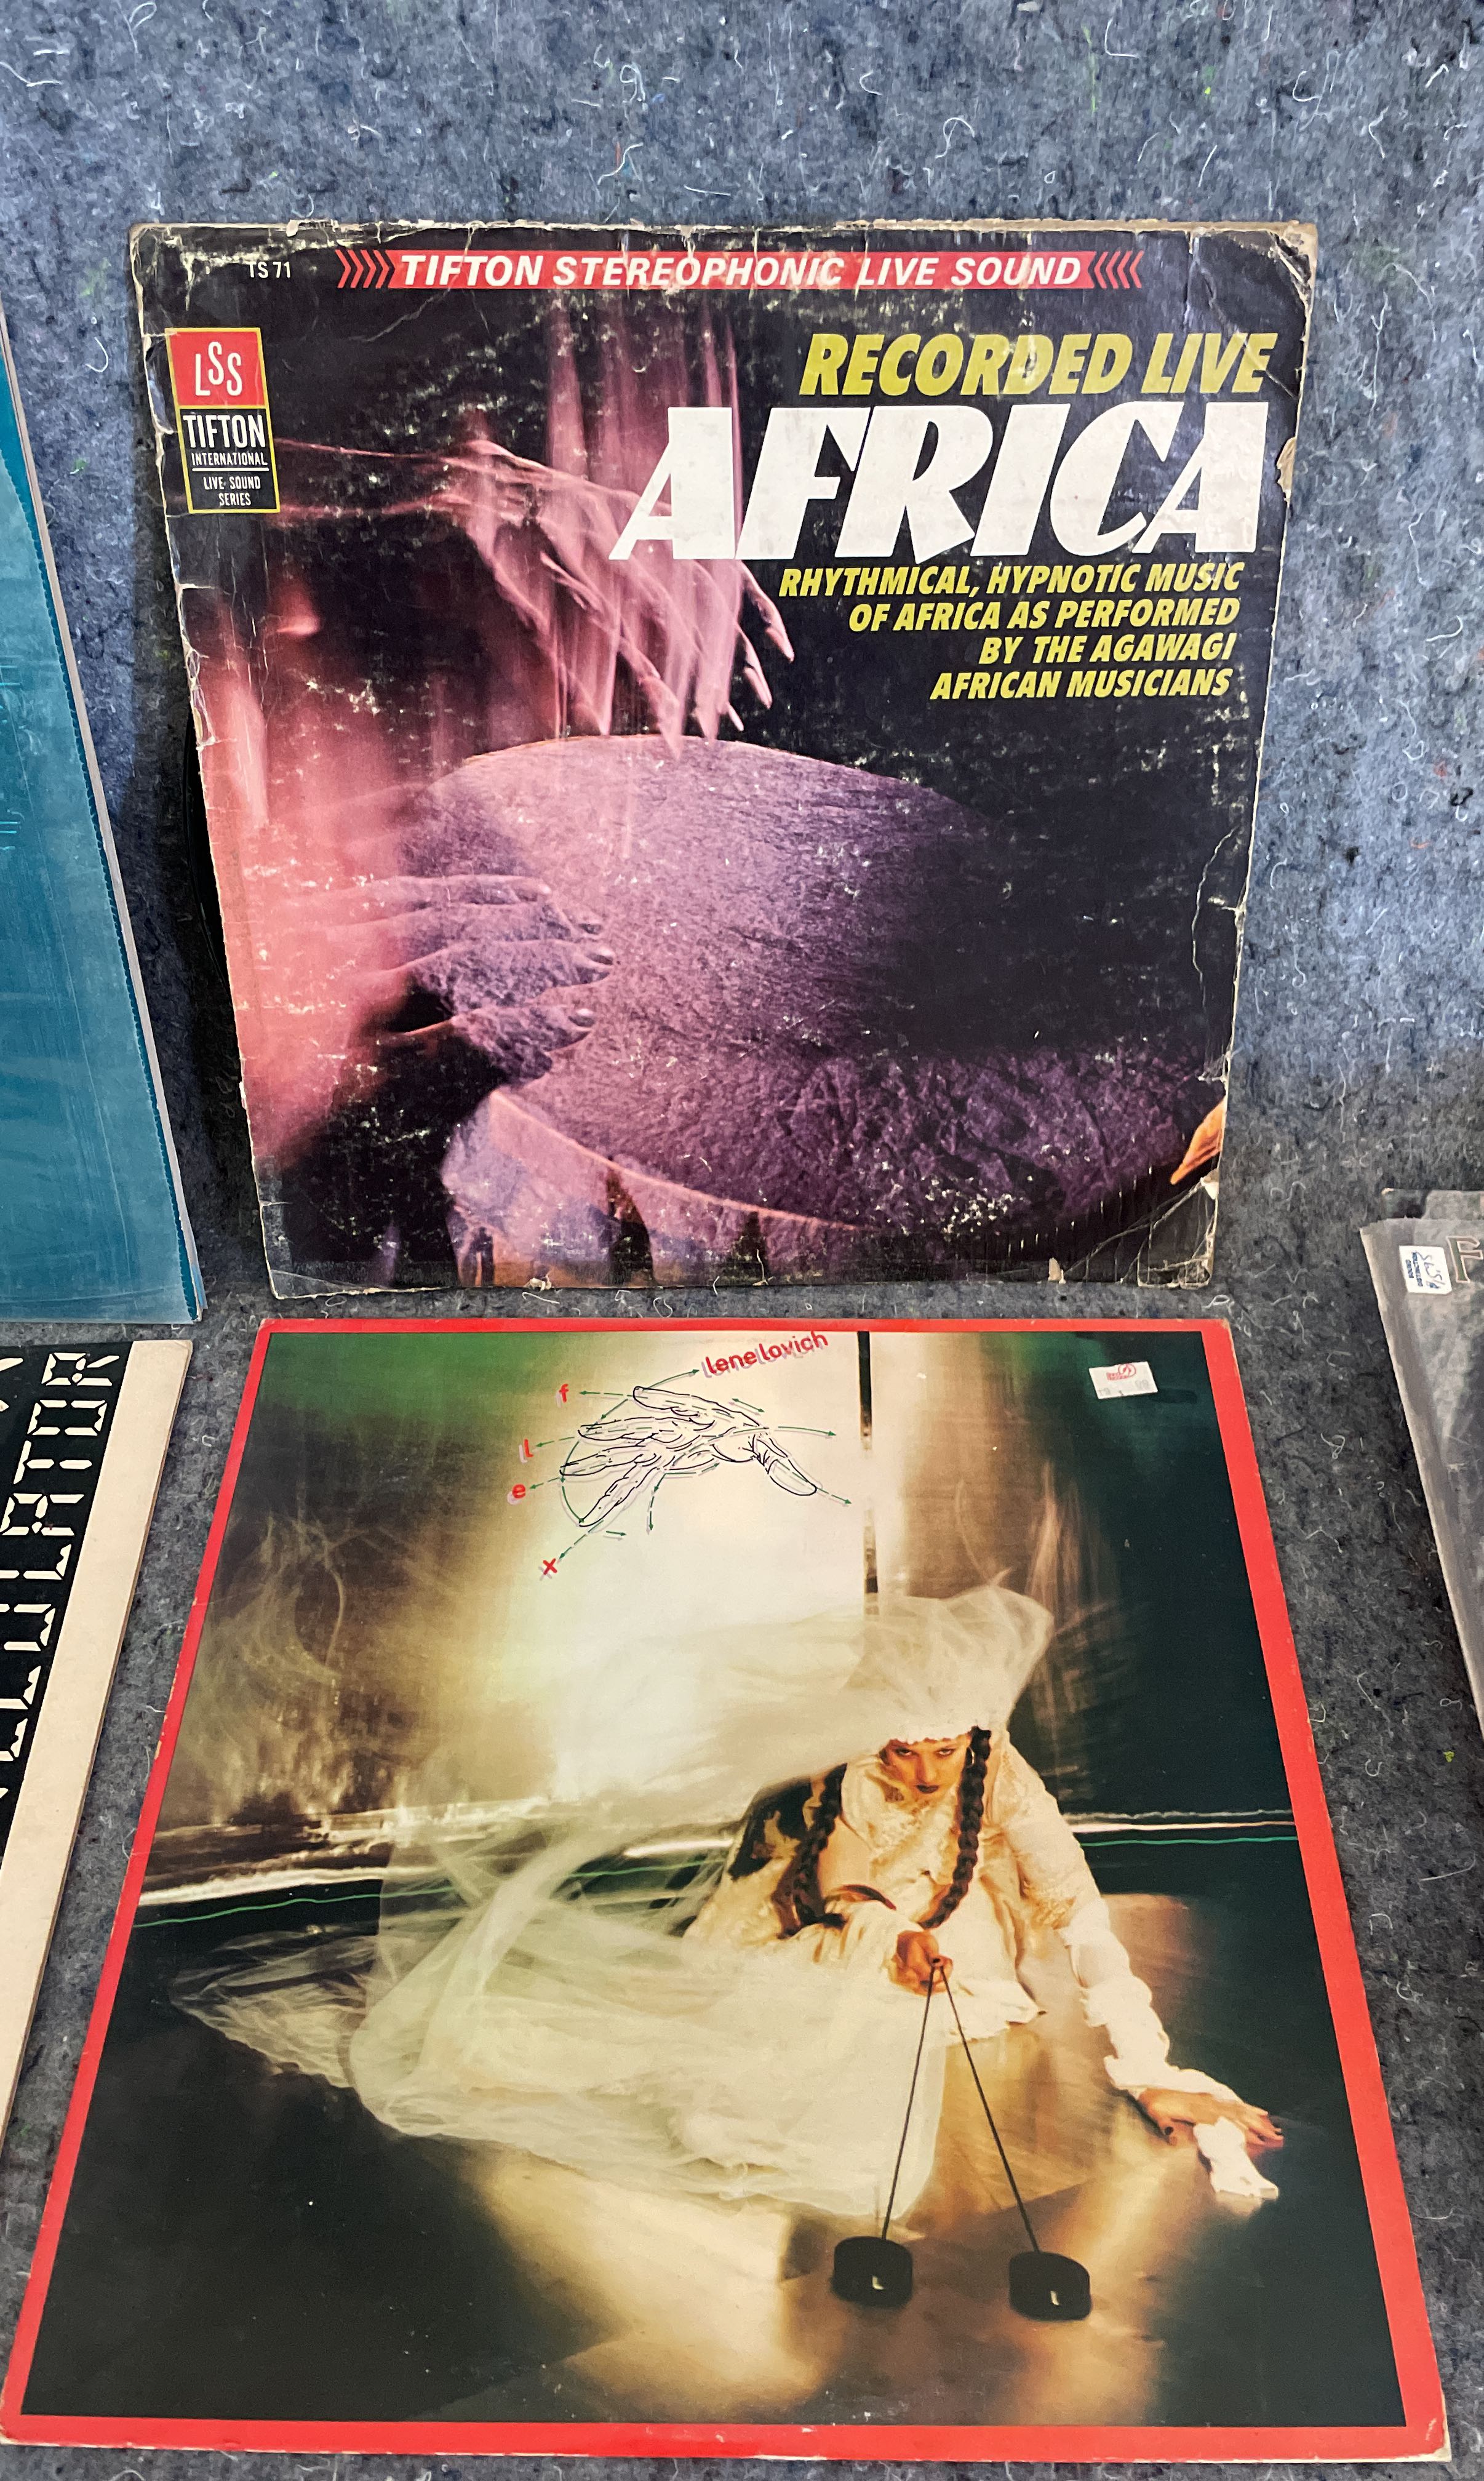 TS 71
TIFTON STEREOPHONIC LIVE SOUND
LSS
TIFTON
INTERNATIONAL
LIVE SOUND
SERIES
RECORDED LIVE
AFRICA
RHYTHMICAL, HYPNOTIC MUSIC
OF AFRICA AS PERFORMED
BY THE AGAWAGI
AFRICAN MUSICIANS
lene lovich
f
l
e
x